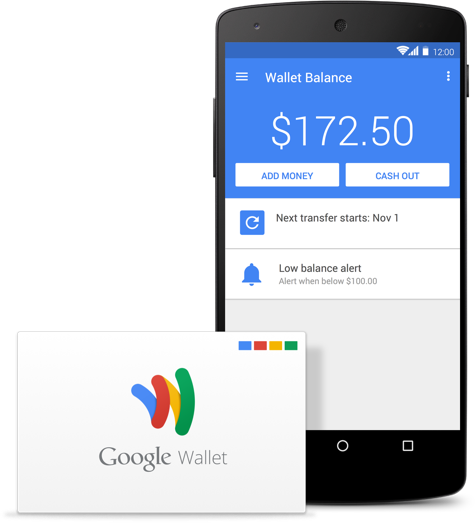 12:00
Wallet Balance
$172.50
ADD MONEY CASH OUT
Next transfer starts: Nov 1
Low balance alert
Alert when below $100.00
Google Wallet